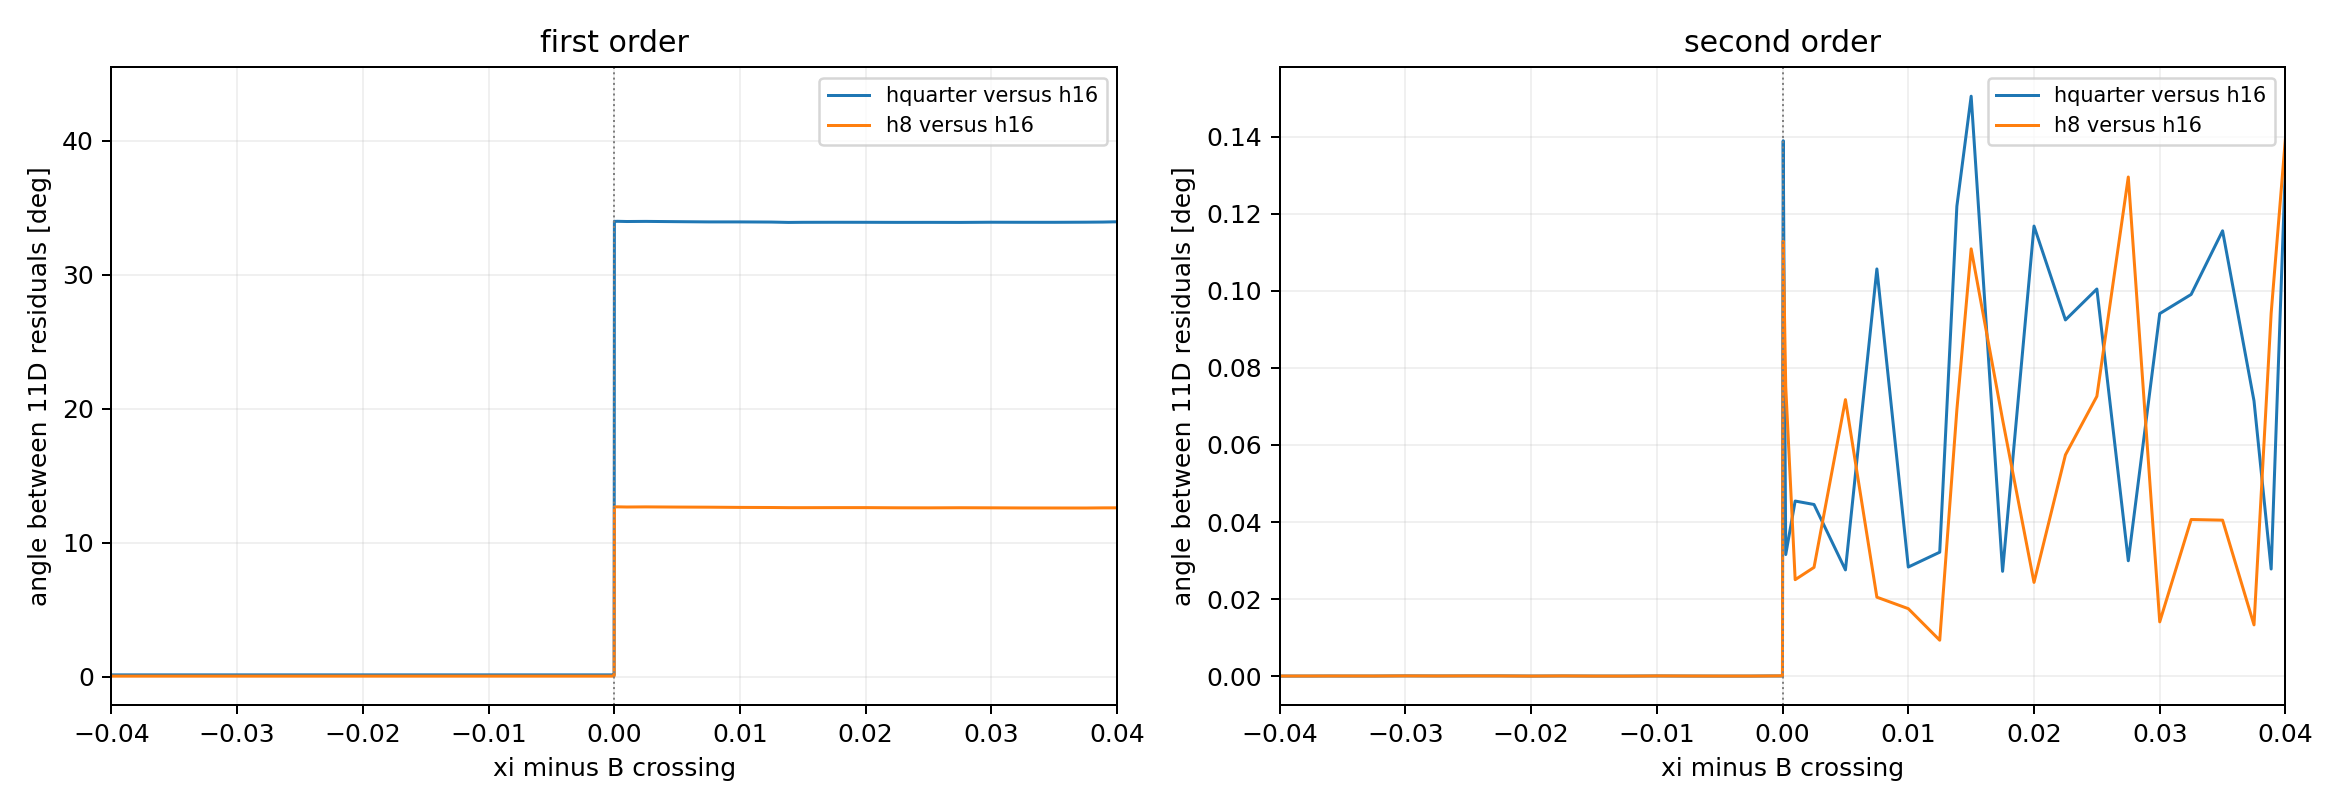 first order
angle between 11D residuals [deg]
40
30
20
10
0
hquarter versus h16
h8 versus h16
−0.04 −0.03 −0.02 −0.01 0.00 0.01 0.02 0.03 0.04
xi minus B crossing
second order
angle between 11D residuals [deg]
0.14
0.12
0.10
0.08
0.06
0.04
0.02
0.00
hquarter versus h16
h8 versus h16
−0.04 −0.03 −0.02 −0.01 0.00 0.01 0.02 0.03 0.04
xi minus B crossing